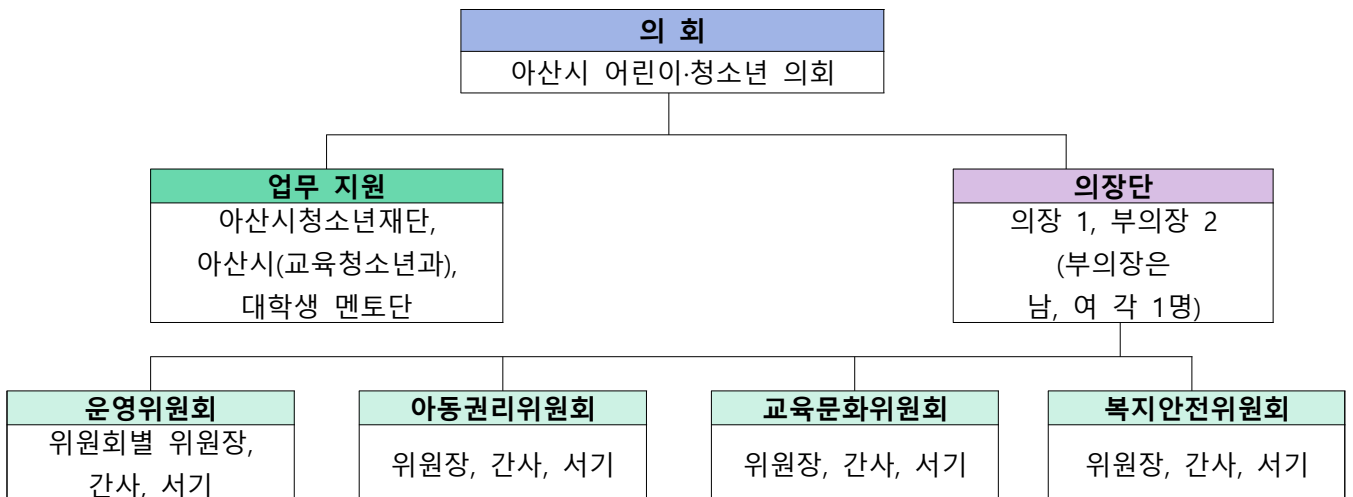 의 회
아산시 어린이·청소년 의회
업무 지원
아산시청소년재단,
아산시(교육청소년과),
대학생 멘토단
의장단
의장 1, 부의장 2
(부의장은
남, 여 각 1명)
운영위원회
위원회별 위원장,
간사, 서기
아동권리위원회
위원장, 간사, 서기
교육문화위원회
위원장, 간사, 서기
복지안전위원회
위원장, 간사, 서기